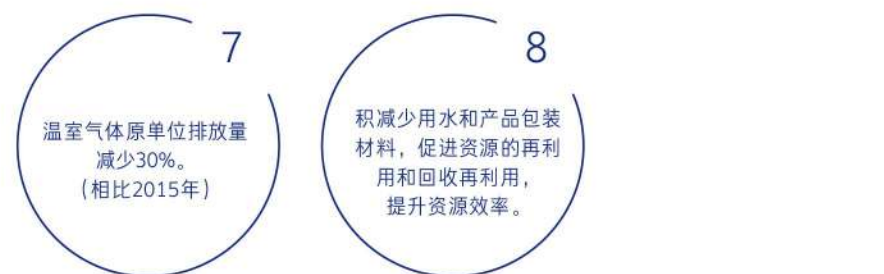 7
温室气体原单位排放量
减少30%。
（相比2015年）
8
积减少用水和产品包装
材料，促进资源的再利
用和回收再利用，
提升资源效率。